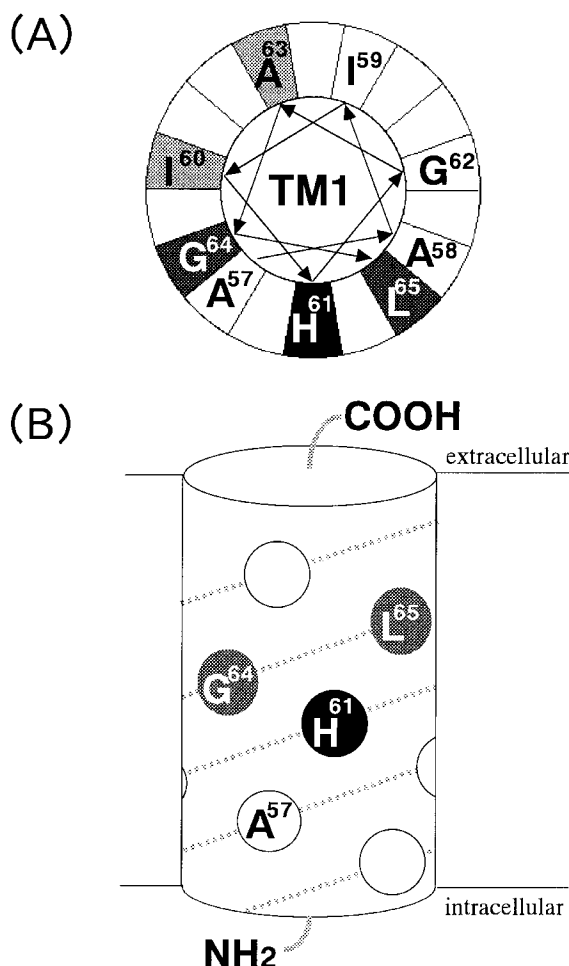 (A)
A63
I59
I60
G62
TM1
G64
A58
A57
L65
H61
(B)
COOH
extracellular
L65
G64
H61
A57
intracellular
NH2